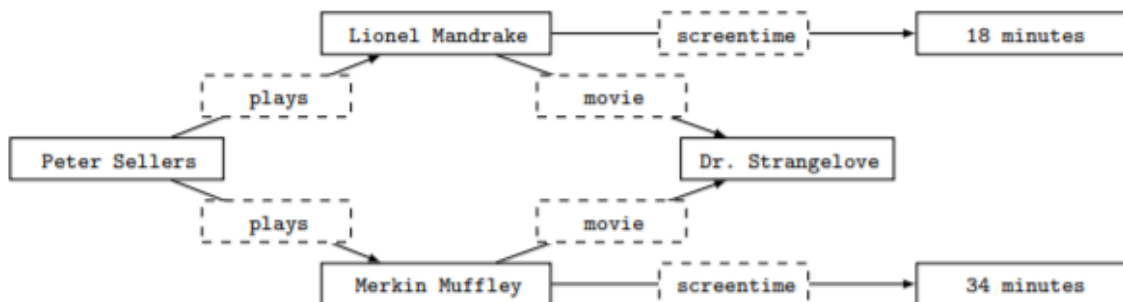 Lionel Mandrake screentime 18 minutes
plays movie
Peter Sellers Dr. Strangelove
plays movie
Merkin Muffley screentime 34 minutes